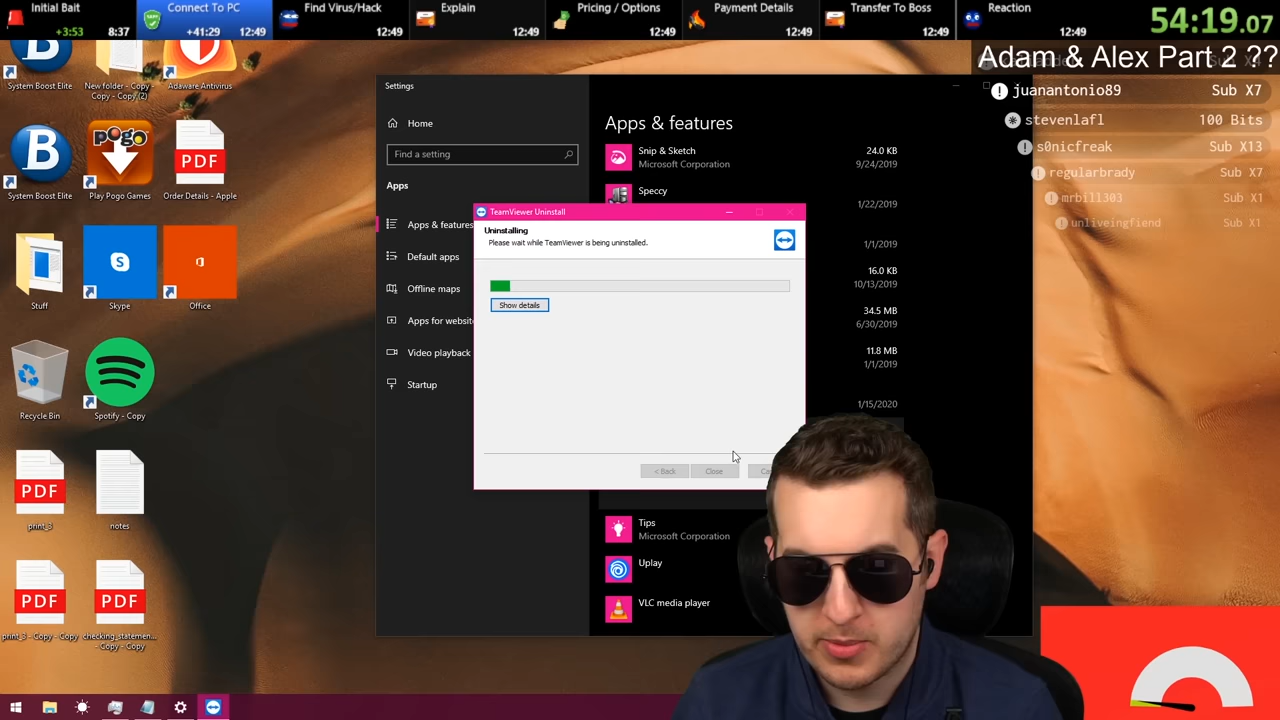 Initial Bait
+3:53 8:37
Connect To PC
SAFE
+41:29 12:49
Find Virus/Hack
12:49
Explain
12:49
Pricing / Options
12:49
Payment Details
12:49
Transfer To Boss
12:49
Reaction
12:49
54:19.07
Adam & Alex Part 2 ??
juanantonio89 Sub X7
stevenlafl 100 Bits
s0nicfreak Sub X13
regularbrady Sub X7
mrbill303 Sub X1
unliveingfiend Sub X1
System Boost Elite
New folder - Copy - Copy (2)
Adaware Antivirus
System Boost Elite
pogo
Play Pogo Games
PDF
Order Details - Apple
Stuff
Skype
Office
Recycle Bin
Spotify - Copy
PDF
print_3
notes
PDF
print_3 - Copy - Copy
PDF
checking_statemen...
- Copy - Copy
Settings
Home
Find a setting
Apps
Apps & features
Default apps
Offline maps
Apps for website
Video playback
Startup
Apps & features
Snip & Sketch 24.0 KB
Microsoft Corporation 9/24/2019
Speccy
1/22/2019
1/1/2019
16.0 KB
10/13/2019
34.5 MB
6/30/2019
11.8 MB
1/1/2019
1/15/2020
TeamViewer Uninstall
Uninstalling
Please wait while TeamViewer is being uninstalled.
Show details
< Back Close
Tips
Microsoft Corporation
Uplay
VLC media player